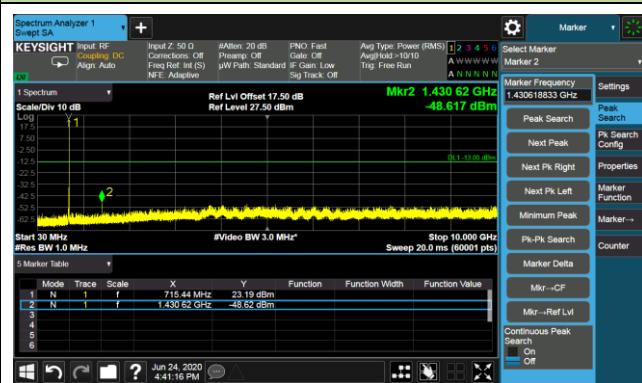 Spectrum Analyzer 1
Swept SA
Marker
KEYSIGHT
Input: RF
Coupling: DC
Align: Auto
Input Z: 50 Ω
Corrections: Off
Freq Ref: Int (S)
NFE: Adaptive
#Atten: 20 dB
Preamp: Off
µW Path: Standard
PNO: Fast
Gate: Off
IF Gain: Low
Sig Track: Off
Avg Type: Power (RMS)
Avg|Hold:>10/10
Trig: Free Run
1 2 3 4 5 6
A W W W W W
A N N N N N
Select Marker
Marker 2
1 Spectrum
Scale/Div 10 dB
Ref Lvl Offset 17.50 dB
Ref Level 27.50 dBm
Mkr2 1.430 62 GHz
-48.617 dBm
Log
17.5
7.50
-2.50
-12.5
-22.5
-32.5
-42.5
-52.5
-62.5
1
2
DL1 -13.00 dBm
Start 30 MHz
#Res BW 1.0 MHz
#Video BW 3.0 MHz*
Stop 10.000 GHz
Sweep 20.0 ms (60001 pts)
5 Marker Table
Mode Trace Scale X Y Function Function Width Function Value
1 N 1 f 715.44 MHz 23.19 dBm
2 N 1 f 1.430 62 GHz -48.62 dBm
3
4
5
6
Marker Frequency
1.430618833 GHz
Peak Search
Next Peak
Next Pk Right
Next Pk Left
Minimum Peak
Pk-Pk Search
Marker Delta
Mkr→CF
Mkr→Ref Lvl
Continuous Peak
Search
On
Off
Settings
Peak
Search
Pk Search
Config
Properties
Marker
Function
Marker→
Counter
Jun 24, 2020
4:41:16 PM